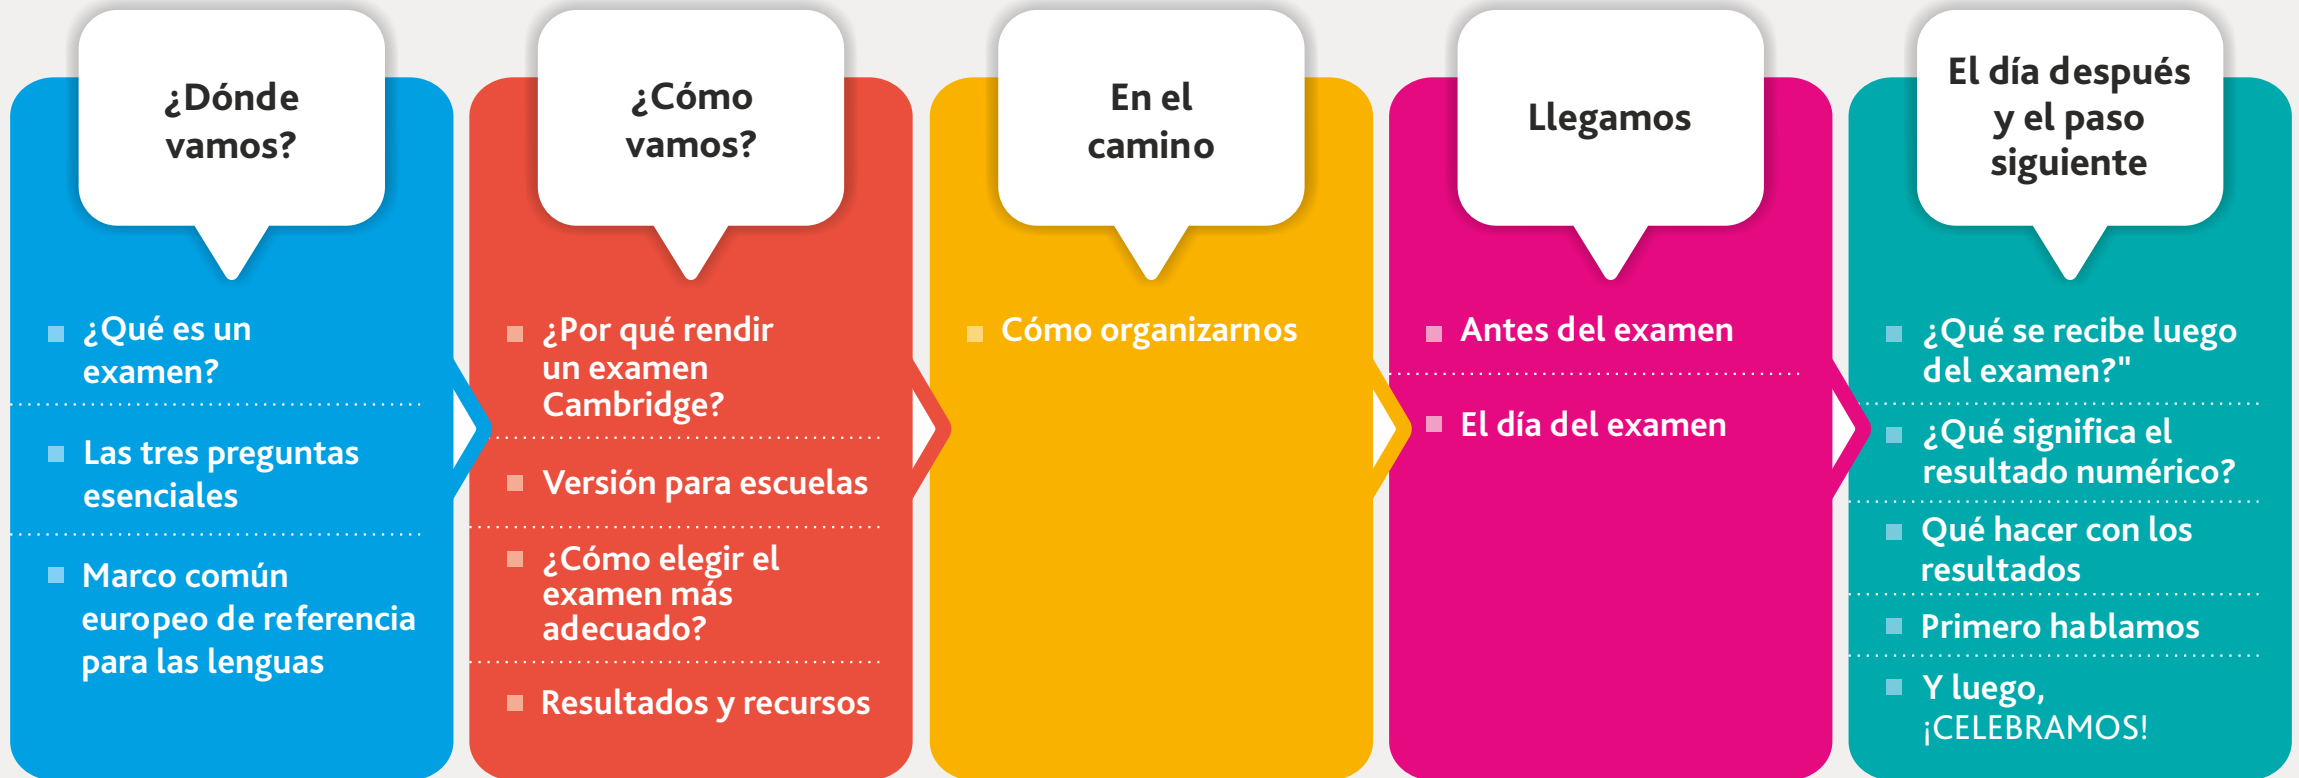 ¿Dónde
vamos?
¿Qué es un
examen?
Las tres preguntas
esenciales
Marco común
europeo de referencia
para las lenguas
¿Cómo
vamos?
¿Por qué rendir
un examen
Cambridge?
Versión para escuelas
¿Cómo elegir el
examen más
adecuado?
Resultados y recursos
En el
camino
Cómo organizarnos
Llegamos
Antes del examen
El día del examen
El día después
y el paso
siguiente
¿Qué se recibe luego
del examen?"
¿Qué significa el
resultado numérico?
Qué hacer con los
resultados
Primero hablamos
Y luego,
¡CELEBRAMOS!